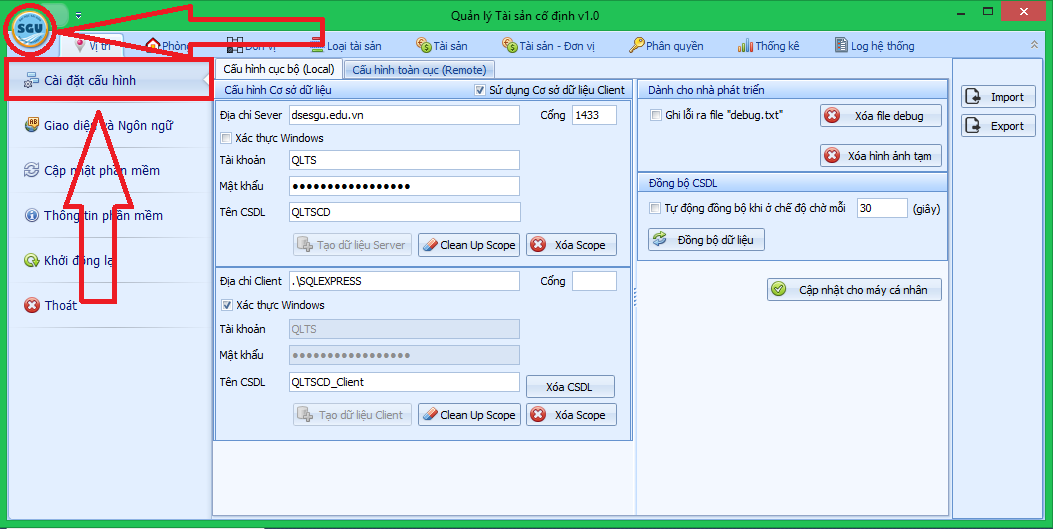 Quản lý Tài sản cố định v1.0
SGU
Vị trí
Phòng
Đơn vị
Loại tài sản
Tài sản
Tài sản - Đơn vị
Phân quyền
Thống kê
Log hệ thống
Cài đặt cấu hình
Giao diện và Ngôn ngữ
Cập nhật phần mềm
Thông tin phần mềm
Khởi động lại
Thoát
Cấu hình cục bộ (Local)
Cấu hình toàn cục (Remote)
Cấu hình Cơ sở dữ liệu
Sử dụng Cơ sở dữ liệu Client
Địa chỉ Sever
dsesgu.edu.vn
Cổng
1433
Xác thực Windows
Tài khoản
QLTS
Mật khẩu
Tên CSDL
QLTSCD
Tạo dữ liệu Server
Clean Up Scope
Xóa Scope
Địa chỉ Client
.\SQLEXPRESS
Cổng
Xác thực Windows
Tài khoản
QLTS
Mật khẩu
Tên CSDL
QLTSCD_Client
Xóa CSDL
Tạo dữ liệu Client
Clean Up Scope
Xóa Scope
Dành cho nhà phát triển
Ghi lỗi ra file "debug.txt"
Xóa file debug
Xóa hình ảnh tạm
Đồng bộ CSDL
Tự động đồng bộ khi ở chế độ chờ mỗi
30
(giây)
Đồng bộ dữ liệu
Cập nhật cho máy cá nhân
Import
Export